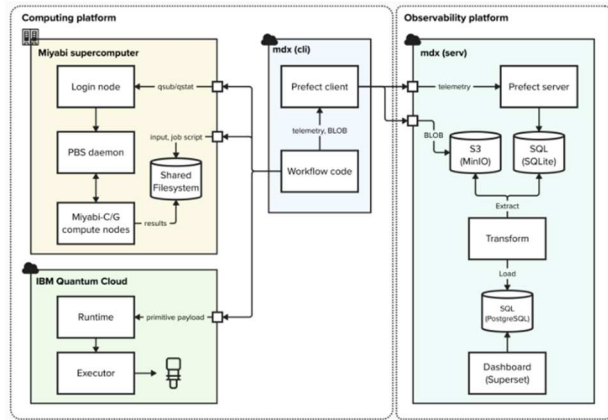 Computing platform
Miyabi supercomputer
Login node
qsub/qstat
input, job script
PBS daemon
Shared
Filesystem
Miyabi-C/G
compute nodes
results
IBM Quantum Cloud
Runtime
primitive payload
Executor
mdx (cli)
Prefect client
telemetry, BLOB
Workflow code
Observability platform
mdx (serv)
telemetry
Prefect server
BLOB
S3
(MinIO)
SQL
(SQLite)
Extract
Transform
Load
SQL
(PostgreSQL)
Dashboard
(Superset)